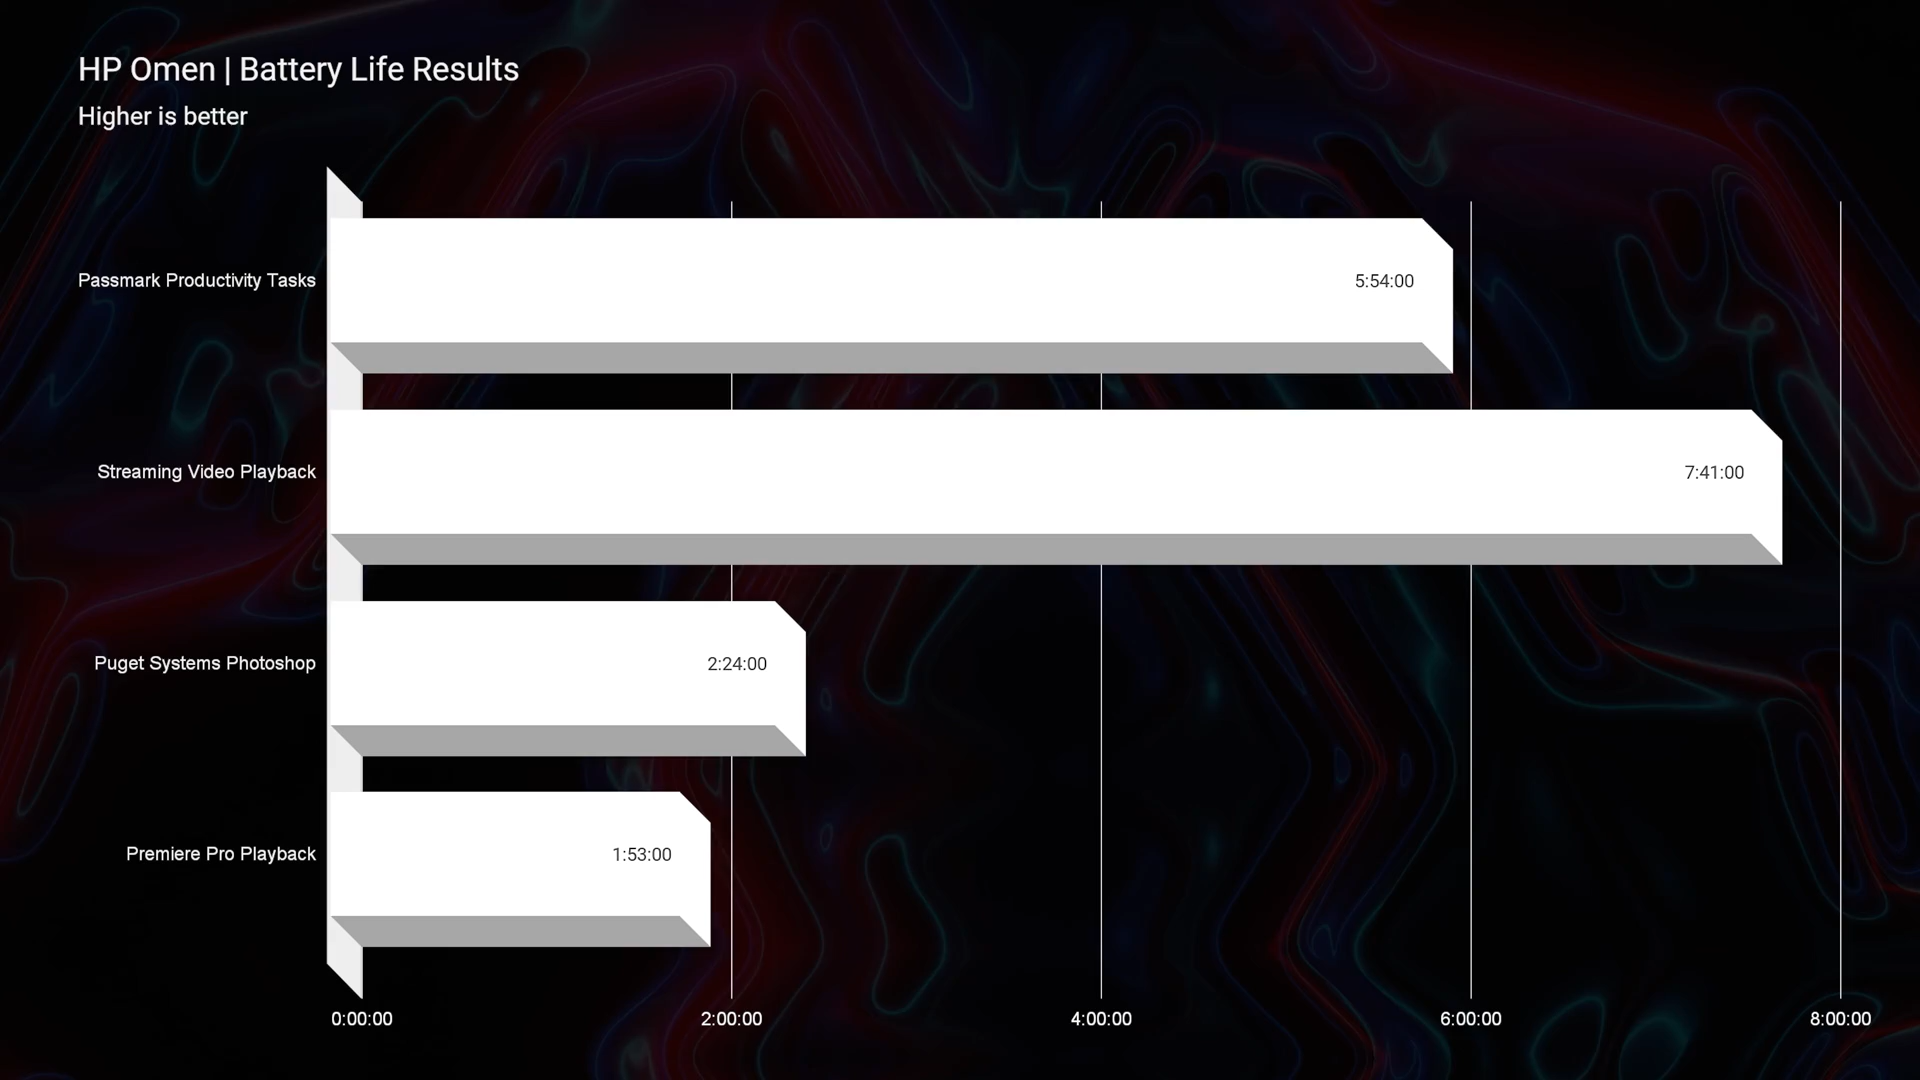 HP Omen | Battery Life Results
Higher is better
Passmark Productivity Tasks
5:54:00
Streaming Video Playback
7:41:00
Puget Systems Photoshop
2:24:00
Premiere Pro Playback
1:53:00
0:00:00 2:00:00 4:00:00 6:00:00 8:00:00